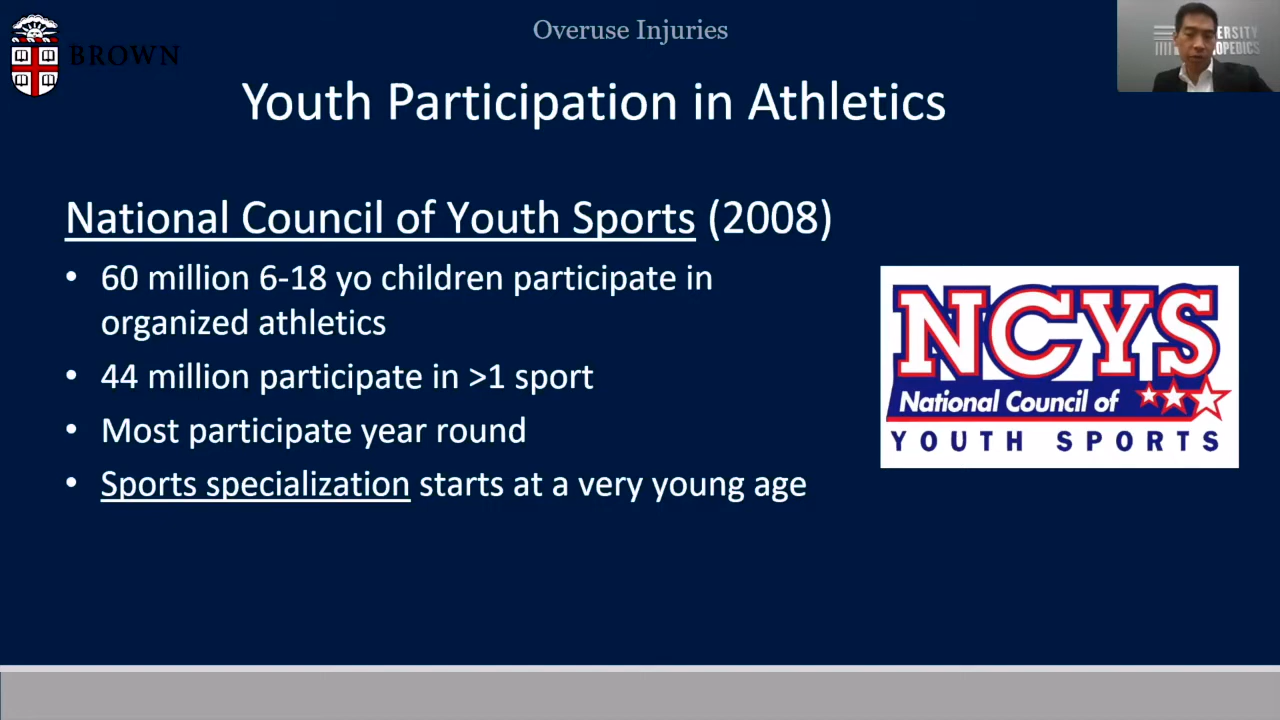 Overuse Injuries
BROWN
Youth Participation in Athletics
National Council of Youth Sports (2008)
• 60 million 6-18 yo children participate in
organized athletics
• 44 million participate in >1 sport
• Most participate year round
• Sports specialization starts at a very young age
NCYS
National Council of
YOUTH SPORTS